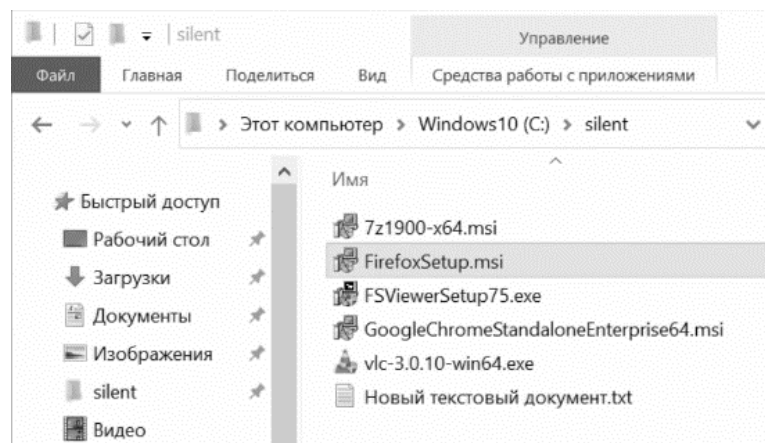 silent
Управление
Файл Главная Поделиться Вид Средства работы с приложениями
Этот компьютер > Windows10 (C:) > silent
Имя
Быстрый доступ
Рабочий стол
Загрузки
Документы
Изображения
silent
Видео
7z1900-x64.msi
FirefoxSetup.msi
FSViewerSetup75.exe
GoogleChromeStandaloneEnterprise64.msi
vlc-3.0.10-win64.exe
Новый текстовый документ.txt